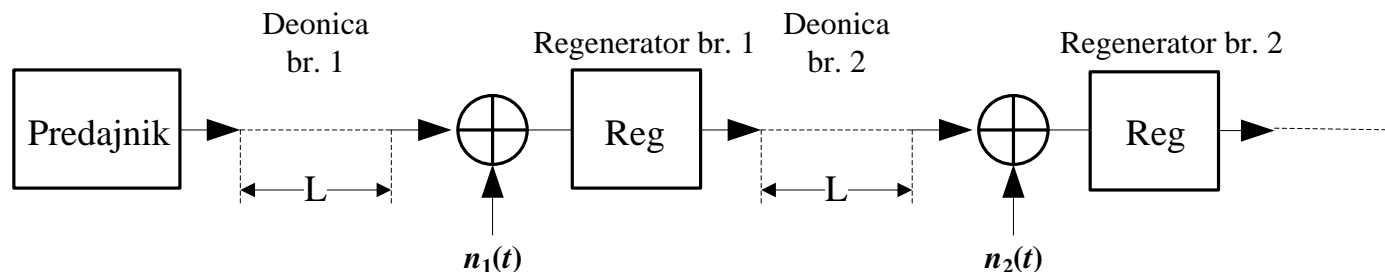 Deonica
br. 1
Regenerator br. 1
Deonica
br. 2
Regenerator br. 2
Predajnik
Reg
Reg
L
L
n₁(t)
n₂(t)